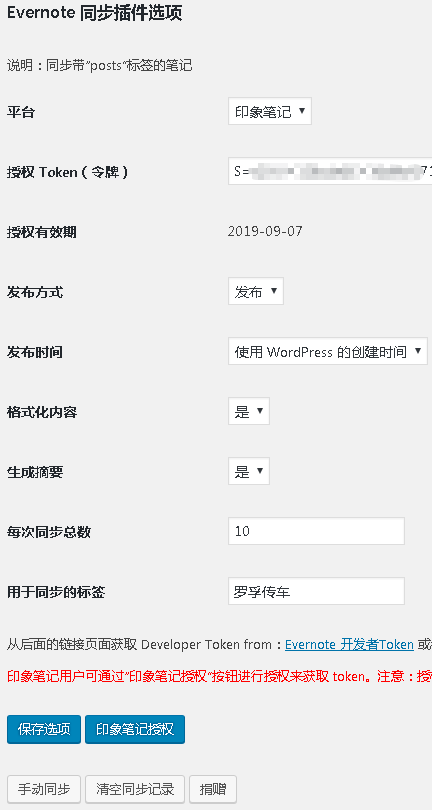 Evernote 同步插件选项
说明：同步带"posts"标签的笔记
平台 印象笔记
授权 Token（令牌） S=
授权有效期 2019-09-07
发布方式 发布
发布时间 使用 WordPress 的创建时间
格式化内容 是
生成摘要 是
每次同步总数 10
用于同步的标签 罗孚传车
从后面的链接页面获取 Developer Token from：Evernote 开发者Token 或
印象笔记用户可通过"印象笔记授权"按钮进行授权来获取 token。注意：授
保存选项 印象笔记授权
手动同步 清空同步记录 捐赠